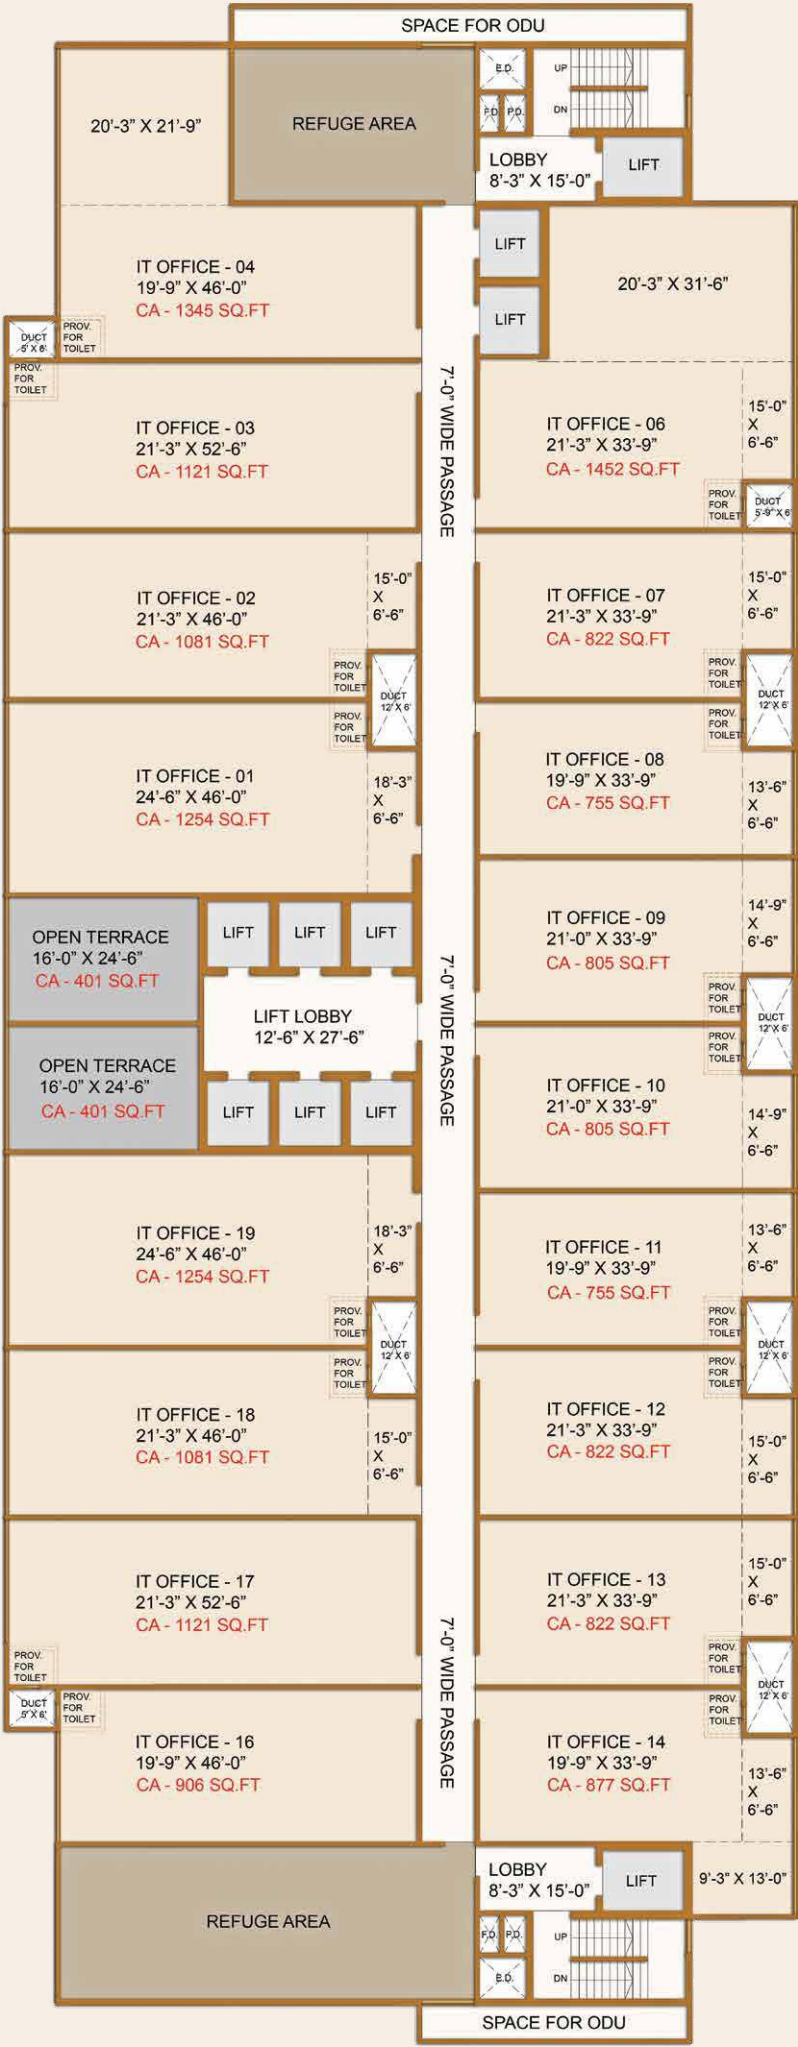 SPACE FOR ODU
E.D.
UP
F.D.
P.D.
DN
20'-3" X 21'-9"
REFUGE AREA
LOBBY
8'-3" X 15'-0"
LIFT
LIFT
LIFT
IT OFFICE - 04
19'-9" X 46'-0"
CA - 1345 SQ.FT
20'-3" X 31'-6"
DUCT
5' X 6'
PROV.
FOR
TOILET
PROV.
FOR
TOILET
IT OFFICE - 03
21'-3" X 52'-6"
CA - 1121 SQ.FT
7'-0" WIDE PASSAGE
IT OFFICE - 06
21'-3" X 33'-9"
CA - 1452 SQ.FT
15'-0"
X
6'-6"
PROV.
FOR
TOILET
DUCT
5'-9" X 6'
IT OFFICE - 02
21'-3" X 46'-0"
CA - 1081 SQ.FT
15'-0"
X
6'-6"
PROV.
FOR
TOILET
DUCT
12' X 6'
IT OFFICE - 07
21'-3" X 33'-9"
CA - 822 SQ.FT
15'-0"
X
6'-6"
PROV.
FOR
TOILET
DUCT
12' X 6'
PROV.
FOR
TOILET
IT OFFICE - 01
24'-6" X 46'-0"
CA - 1254 SQ.FT
18'-3"
X
6'-6"
PROV.
FOR
TOILET
IT OFFICE - 08
19'-9" X 33'-9"
CA - 755 SQ.FT
13'-6"
X
6'-6"
OPEN TERRACE
16'-0" X 24'-6"
CA - 401 SQ.FT
LIFT
LIFT
LIFT
LIFT LOBBY
12'-6" X 27'-6"
7'-0" WIDE PASSAGE
IT OFFICE - 09
21'-0" X 33'-9"
CA - 805 SQ.FT
14'-9"
X
6'-6"
PROV.
FOR
TOILET
DUCT
12' X 6'
OPEN TERRACE
16'-0" X 24'-6"
CA - 401 SQ.FT
LIFT
LIFT
LIFT
PROV.
FOR
TOILET
IT OFFICE - 10
21'-0" X 33'-9"
CA - 805 SQ.FT
14'-9"
X
6'-6"
IT OFFICE - 19
24'-6" X 46'-0"
CA - 1254 SQ.FT
18'-3"
X
6'-6"
PROV.
FOR
TOILET
DUCT
12' X 6'
IT OFFICE - 11
19'-9" X 33'-9"
CA - 755 SQ.FT
13'-6"
X
6'-6"
PROV.
FOR
TOILET
DUCT
12' X 6'
PROV.
FOR
TOILET
IT OFFICE - 18
21'-3" X 46'-0"
CA - 1081 SQ.FT
15'-0"
X
6'-6"
PROV.
FOR
TOILET
IT OFFICE - 12
21'-3" X 33'-9"
CA - 822 SQ.FT
15'-0"
X
6'-6"
IT OFFICE - 17
21'-3" X 52'-6"
CA - 1121 SQ.FT
PROV.
FOR
TOILET
7'-0" WIDE PASSAGE
IT OFFICE - 13
21'-3" X 33'-9"
CA - 822 SQ.FT
15'-0"
X
6'-6"
PROV.
FOR
TOILET
DUCT
12' X 6'
DUCT
5' X 6'
PROV.
FOR
TOILET
IT OFFICE - 16
19'-9" X 46'-0"
CA - 906 SQ.FT
PROV.
FOR
TOILET
IT OFFICE - 14
19'-9" X 33'-9"
CA - 877 SQ.FT
13'-6"
X
6'-6"
REFUGE AREA
LOBBY
8'-3" X 15'-0"
LIFT
9'-3" X 13'-0"
F.D.
P.D.
UP
E.D.
DN
SPACE FOR ODU